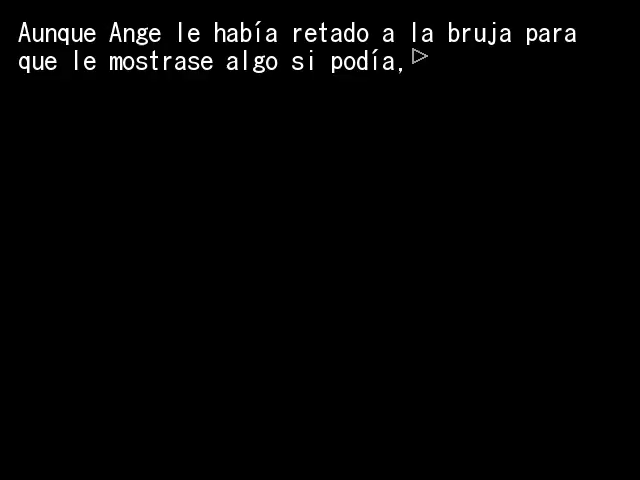 Aunque Ange le había retado a la bruja para
que le mostrase algo si podía,